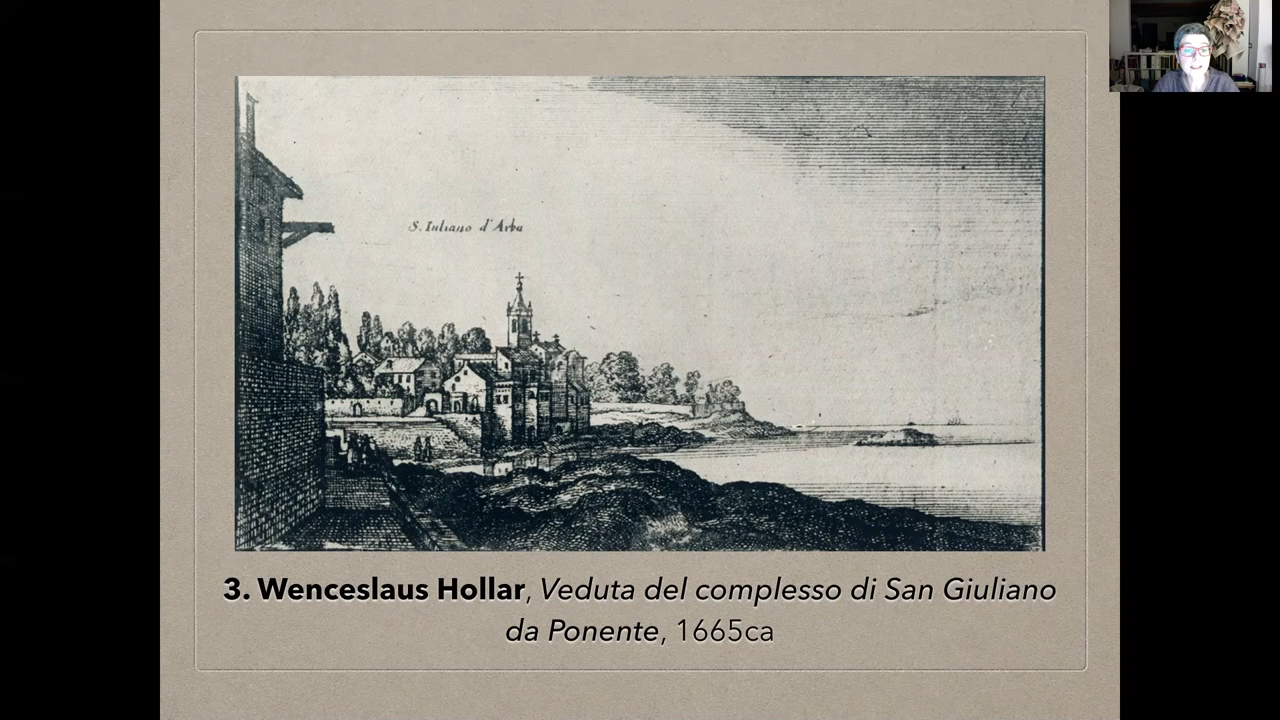 S. Iuliano d'Arba
3. Wenceslaus Hollar, Veduta del complesso di San Giuliano
da Ponente, 1665ca